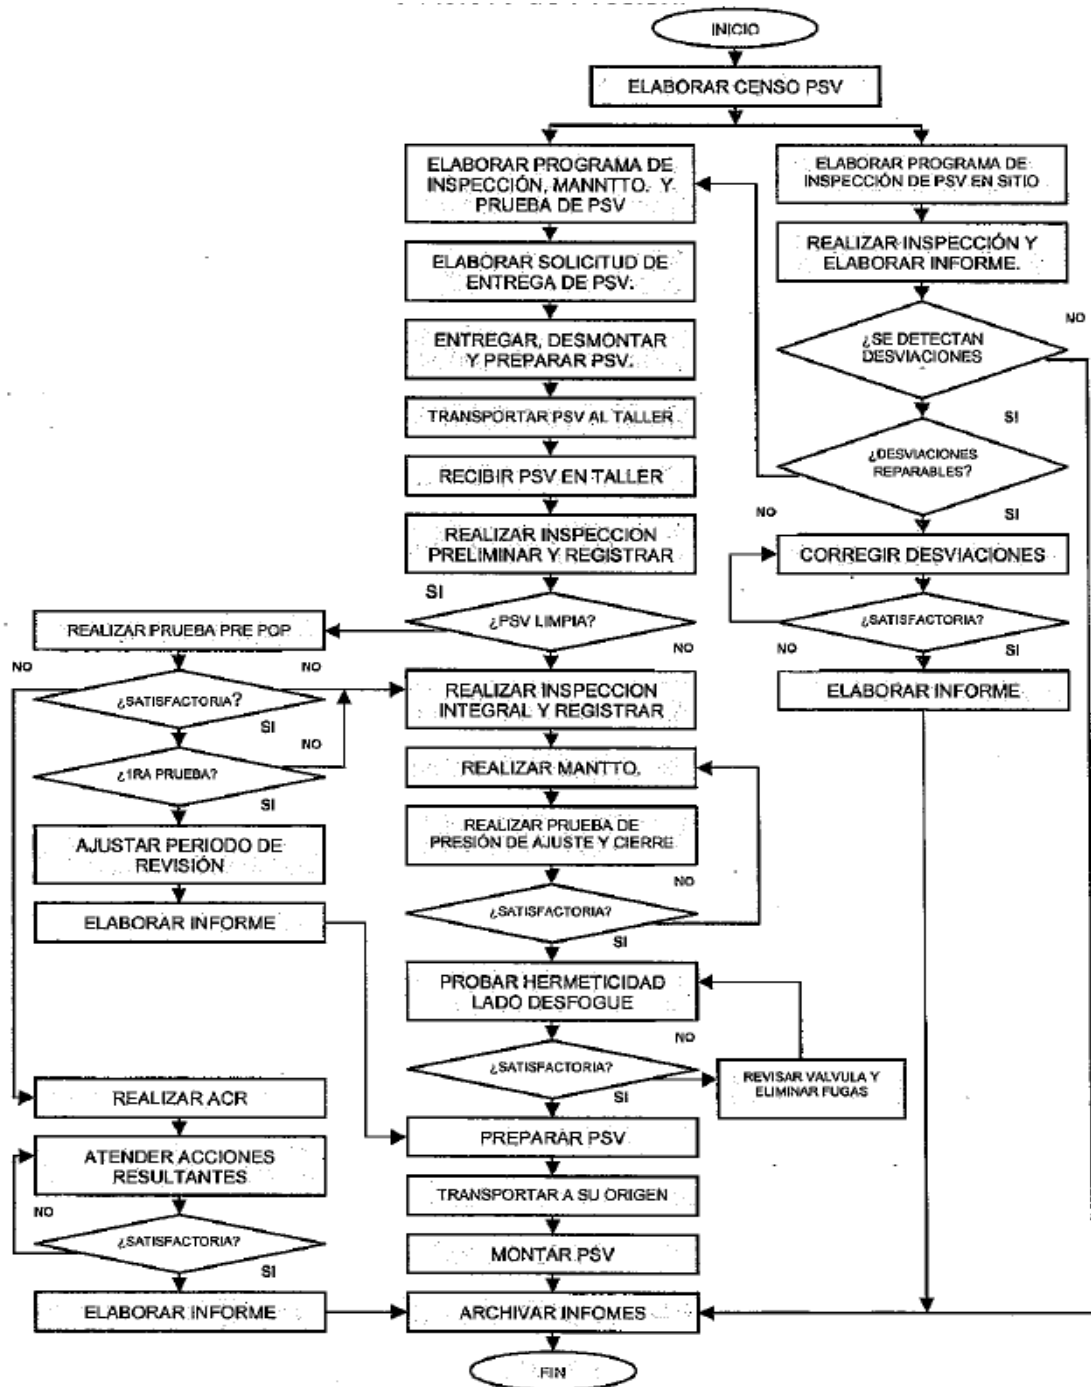 INICIO
ELABORAR CENSO PSV
ELABORAR PROGRAMA DE
INSPECCIÓN, MANNTTO. Y
PRUEBA DE PSV
ELABORAR PROGRAMA DE
INSPECCIÓN DE PSV EN SITIO
ELABORAR SOLICITUD DE
ENTREGA DE PSV.
REALIZAR INSPECCIÓN Y
ELABORAR INFORME.
ENTREGAR, DESMONTAR
Y PREPARAR PSV.
NO
¿SE DETECTAN
DESVIACIONES
TRANSPORTAR PSV AL TALLER
SI
RECIBIR PSV EN TALLER
¿DESVIACIONES
REPARABLES?
NO
SI
REALIZAR INSPECCION
PRELIMINAR Y REGISTRAR
CORREGIR DESVIACIONES
SI
¿PSV LIMPIA?
NO
¿SATISFACTORIA?
NO
SI
REALIZAR PRUEBA PRE POP
NO
NO
¿SATISFACTORIA?
SI
REALIZAR INSPECCION
INTEGRAL Y REGISTRAR
ELABORAR INFORME
NO
¿1RA PRUEBA?
SI
REALIZAR MANTTO.
AJUSTAR PERIODO DE
REVISIÓN
REALIZAR PRUEBA DE
PRESIÓN DE AJUSTE Y CIERRE
NO
ELABORAR INFORME
¿SATISFACTORIA?
SI
PROBAR HERMETICIDAD
LADO DESFOGUE
NO
¿SATISFACTORIA?
SI
REVISAR VALVULA Y
ELIMINAR FUGAS
REALIZAR ACR
PREPARAR PSV
ATENDER ACCIONES
RESULTANTES
TRANSPORTAR A SU ORIGEN
NO
¿SATISFACTORIA?
SI
MONTAR PSV
ELABORAR INFORME
ARCHIVAR INFOMES
FIN